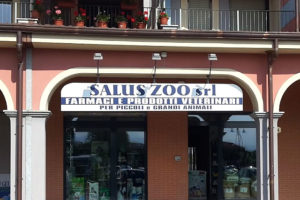 SALUS ZOO srl
FARMACI E PRODOTTI VETERINARI
PER PICCOLI e GRANDI ANIMALI